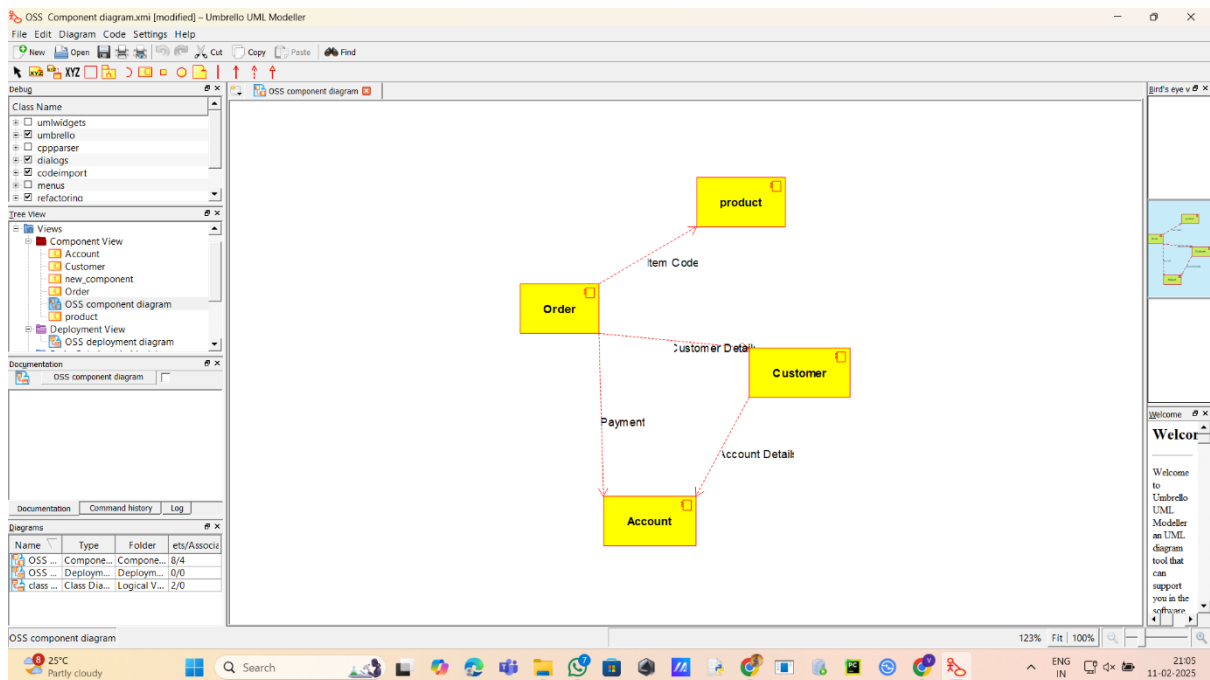 OSS Component diagram.xmi [modified] – Umbrello UML Modeller
File Edit Diagram Code Settings Help
New Open Cut Copy Paste Find
XYZ XYZ
Debug
OSS component diagram
Bird's eye v
Class Name
umlwidgets
umbrello
cppparser
dialogs
codeimport
menus
refactoring
Tree View
Views
Component View
Account
Customer
new_component
Order
OSS component diagram
product
Deployment View
OSS deployment diagram
Documentation
OSS component diagram
Documentation Command history Log
Diagrams
Name Type Folder ets/Associa
OSS ... Compone... Compone... 8/4
OSS ... Deploym... Deploym... 0/0
class ... Class Dia... Logical V... 2/0
product
Item Code
Order
Customer Details
Customer
Payment
Account Details
Account
Welcome
Welcor
Welcome
to
Umbrello
UML
Modeller
an UML
diagram
tool that
can
support
you in the
software
OSS component diagram
123% Fit 100%
8
25°C
Partly cloudy
Search
7
ENG
IN
21:05
11-02-2025